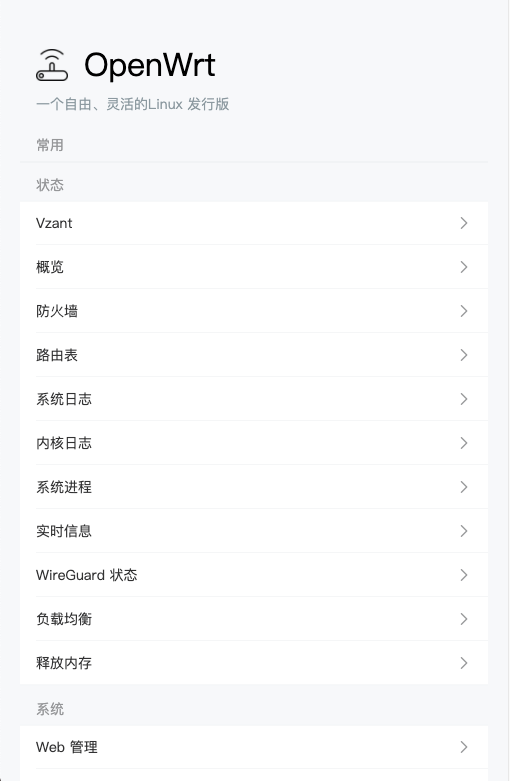 OpenWrt
一个自由、灵活的Linux 发行版
常用
状态
Vzant
概览
防火墙
路由表
系统日志
内核日志
系统进程
实时信息
WireGuard 状态
负载均衡
释放内存
系统
Web 管理